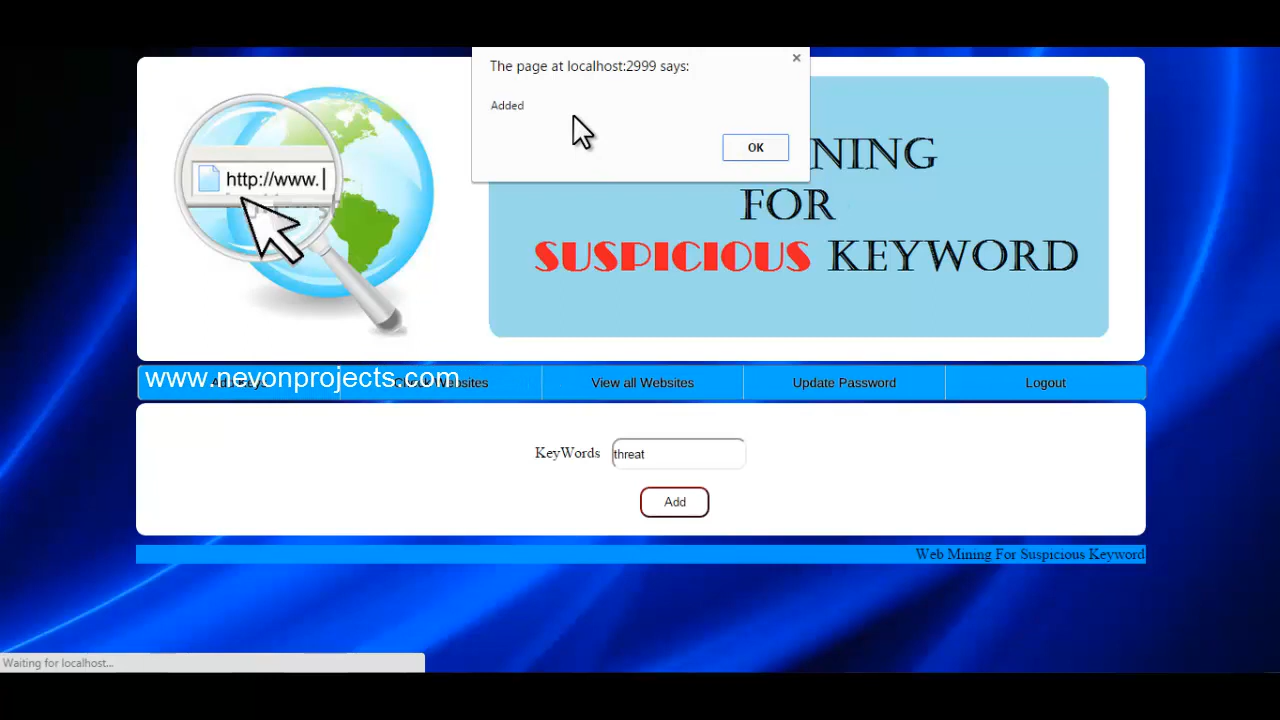 The page at localhost:2999 says:
Added
OK
http://www.
NING
FOR
SUSPICIOUS KEYWORD
www.nevonprojects.com
Websites
View all Websites
Update Password
Logout
KeyWords
threat
Add
Web Mining For Suspicious Keyword
Waiting for localhost...